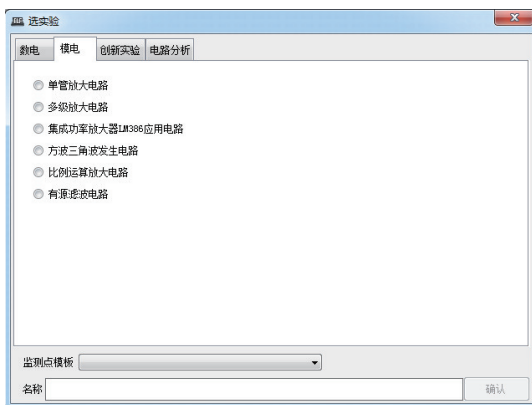 选实验
数电 模电 创新实验 电路分析
单管放大电路
多级放大电路
集成功率放大器LM386应用电路
方波三角波发生电路
比例运算放大电路
有源滤波电路
监测点模板
名称 确认